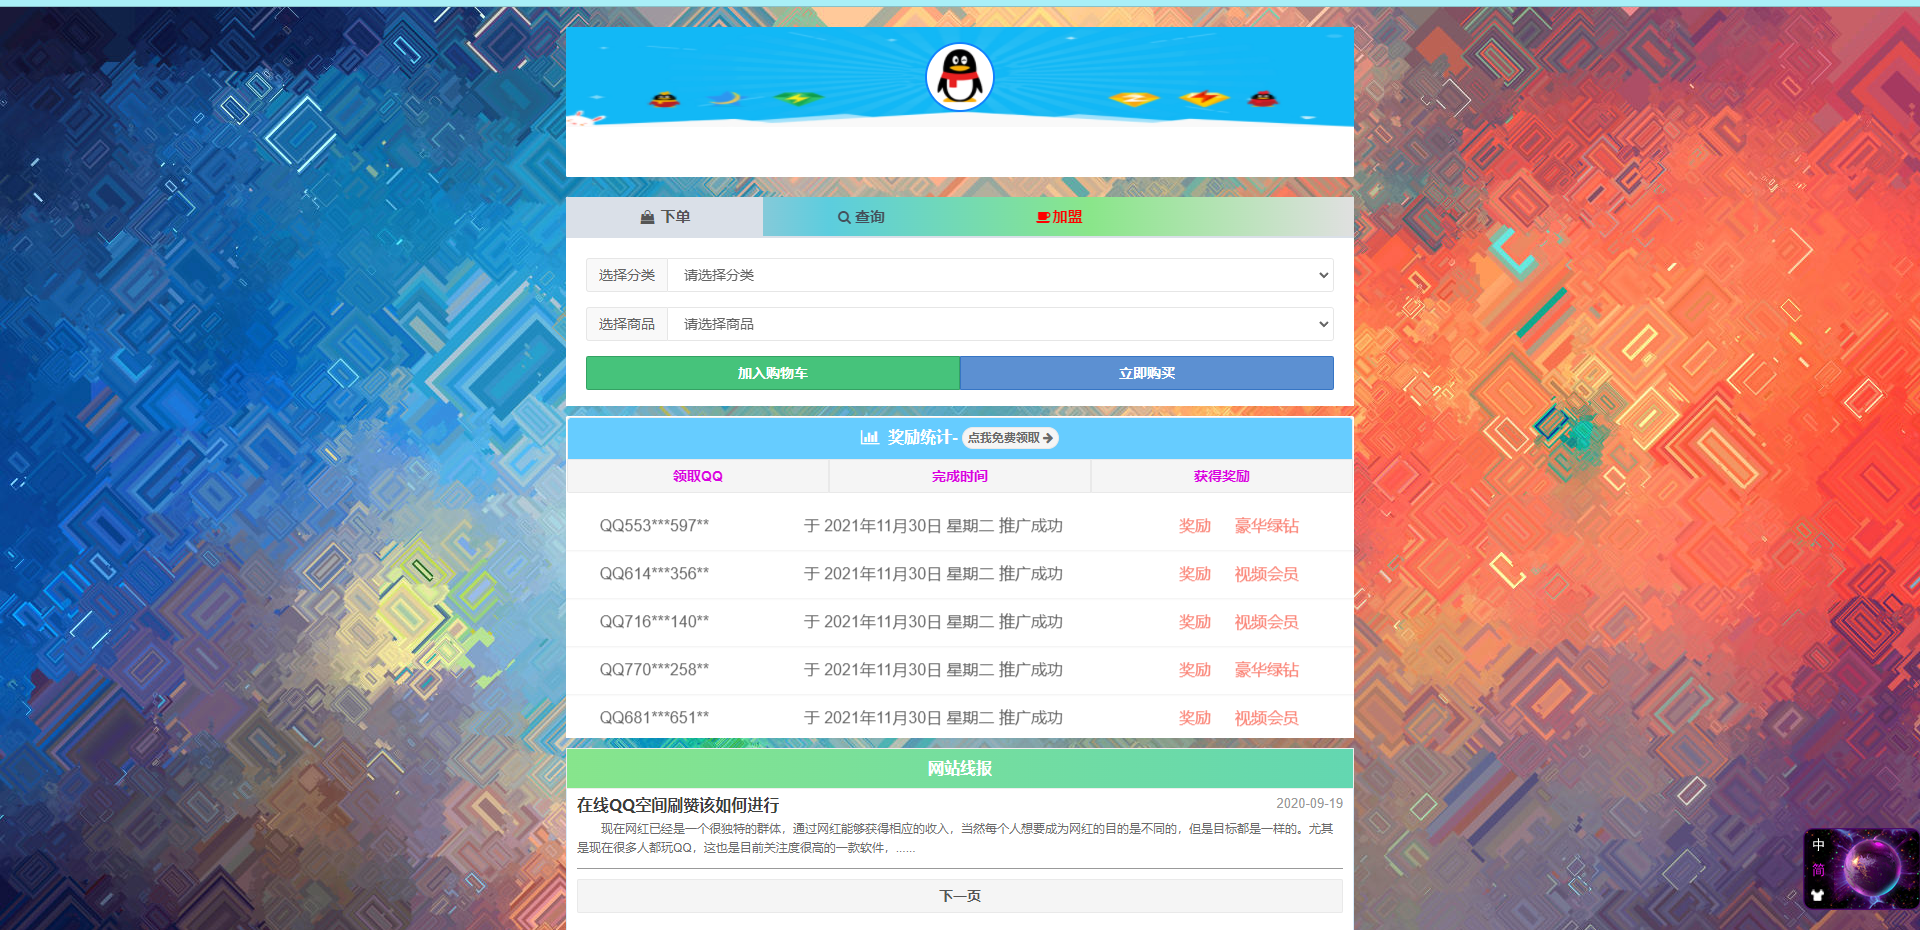 下单
查询
加盟
选择分类 请选择分类
选择商品 请选择商品
加入购物车 立即购买
奖励统计- 点我免费领取
领取QQ 完成时间 获得奖励
QQ553***597** 于 2021年11月30日 星期二 推广成功 奖励 豪华绿钻
QQ614***356** 于 2021年11月30日 星期二 推广成功 奖励 视频会员
QQ716***140** 于 2021年11月30日 星期二 推广成功 奖励 视频会员
QQ770***258** 于 2021年11月30日 星期二 推广成功 奖励 豪华绿钻
QQ681***651** 于 2021年11月30日 星期二 推广成功 奖励 视频会员
网站线报
在线QQ空间刷赞该如何进行 2020-09-19
现在网红已经是一个很独特的群体，通过网红能够获得相应的收入，当然每个人想要成为网红的目的是不同的，但是目标都是一样的。尤其
是现在很多人都玩QQ，这也是目前关注度很高的一款软件，......
下一页
中
简